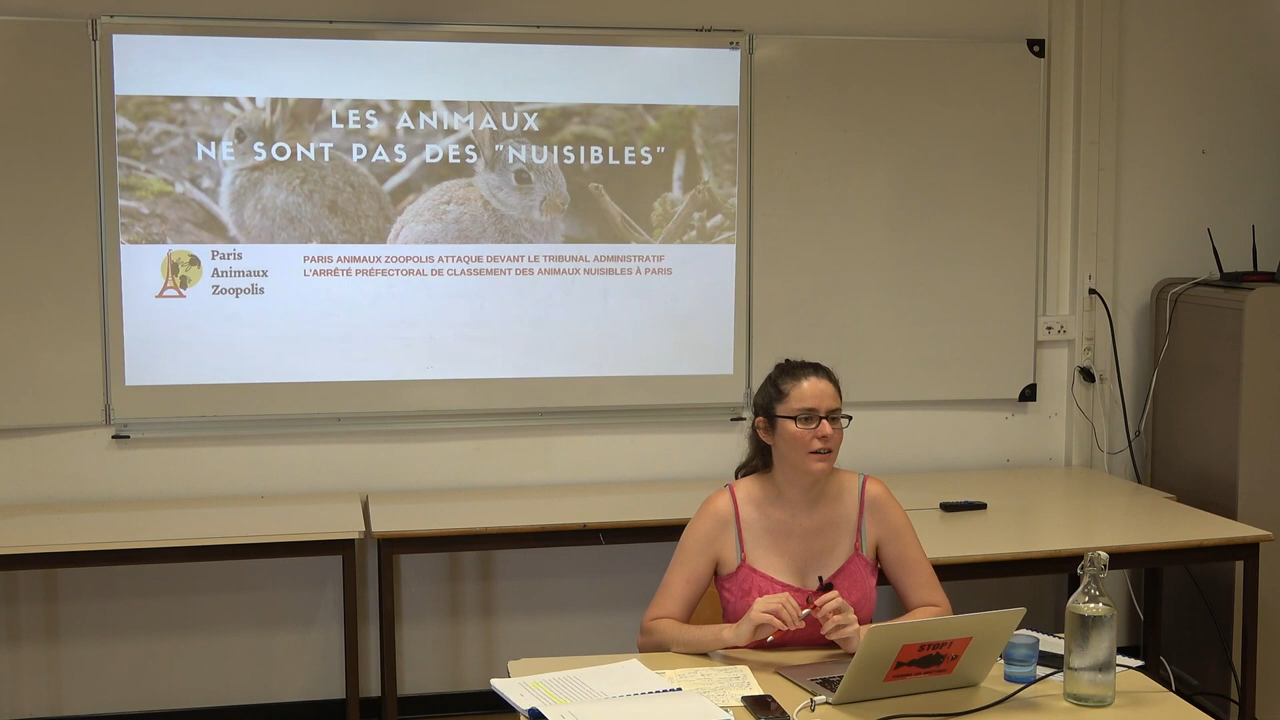 LES ANIMAUX
NE SONT PAS DES "NUISIBLES"
Paris
Animaux
Zoopolis
PARIS ANIMAUX ZOOPOLIS ATTAQUE DEVANT LE TRIBUNAL ADMINISTRATIF
L'ARRÊTÉ PRÉFECTORAL DE CLASSEMENT DES ANIMAUX NUISIBLES À PARIS
STOP!